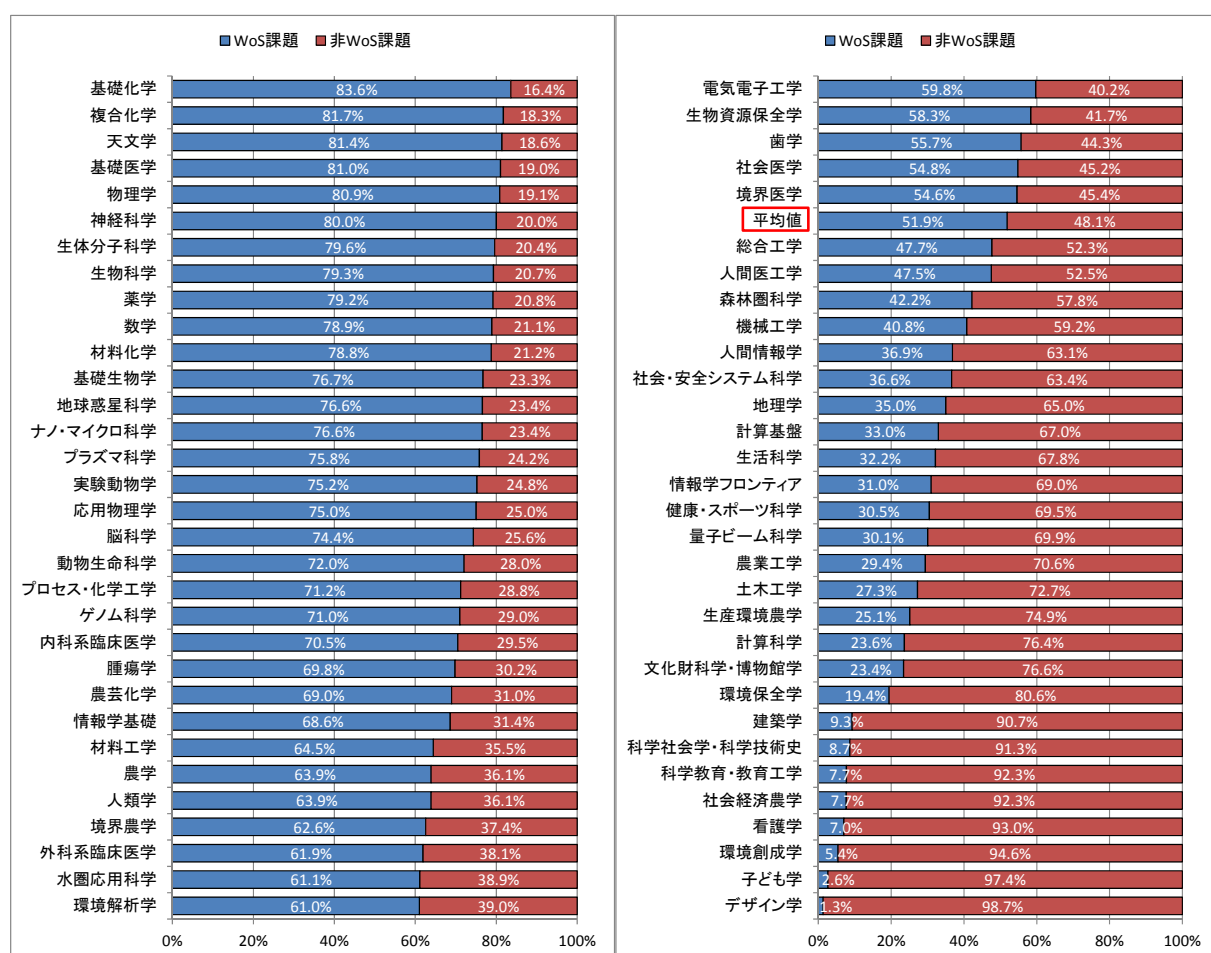 WoS課題 非WoS課題
基礎化学 83.6% 16.4%
複合化学 81.7% 18.3%
天文学 81.4% 18.6%
基礎医学 81.0% 19.0%
物理学 80.9% 19.1%
神経科学 80.0% 20.0%
生体分子科学 79.6% 20.4%
生物科学 79.3% 20.7%
薬学 79.2% 20.8%
数学 78.9% 21.1%
材料化学 78.8% 21.2%
基礎生物学 76.7% 23.3%
地球惑星科学 76.6% 23.4%
ナノ・マイクロ科学 76.6% 23.4%
プラズマ科学 75.8% 24.2%
実験動物学 75.2% 24.8%
応用物理学 75.0% 25.0%
脳科学 74.4% 25.6%
動物生命科学 72.0% 28.0%
プロセス・化学工学 71.2% 28.8%
ゲノム科学 71.0% 29.0%
内科系臨床医学 70.5% 29.5%
腫瘍学 69.8% 30.2%
農芸化学 69.0% 31.0%
情報学基礎 68.6% 31.4%
材料工学 64.5% 35.5%
農学 63.9% 36.1%
人類学 63.9% 36.1%
境界農学 62.6% 37.4%
外科系臨床医学 61.9% 38.1%
水圏応用科学 61.1% 38.9%
環境解析学 61.0% 39.0%
0% 20% 40% 60% 80% 100%
WoS課題 非WoS課題
電気電子工学 59.8% 40.2%
生物資源保全学 58.3% 41.7%
歯学 55.7% 44.3%
社会医学 54.8% 45.2%
境界医学 54.6% 45.4%
平均値 51.9% 48.1%
総合工学 47.7% 52.3%
人間医工学 47.5% 52.5%
森林圏科学 42.2% 57.8%
機械工学 40.8% 59.2%
人間情報学 36.9% 63.1%
社会・安全システム科学 36.6% 63.4%
地理学 35.0% 65.0%
計算基盤 33.0% 67.0%
生活科学 32.2% 67.8%
情報学フロンティア 31.0% 69.0%
健康・スポーツ科学 30.5% 69.5%
量子ビーム科学 30.1% 69.9%
農業工学 29.4% 70.6%
土木工学 27.3% 72.7%
生産環境農学 25.1% 74.9%
計算科学 23.6% 76.4%
文化財科学・博物館学 23.4% 76.6%
環境保全学 19.4% 80.6%
建築学 9.3% 90.7%
科学社会学・科学技術史 8.7% 91.3%
科学教育・教育工学 7.7% 92.3%
社会経済農学 7.7% 92.3%
看護学 7.0% 93.0%
環境創成学 5.4% 94.6%
子ども学 2.6% 97.4%
デザイン学 1.3% 98.7%
0% 20% 40% 60% 80% 100%